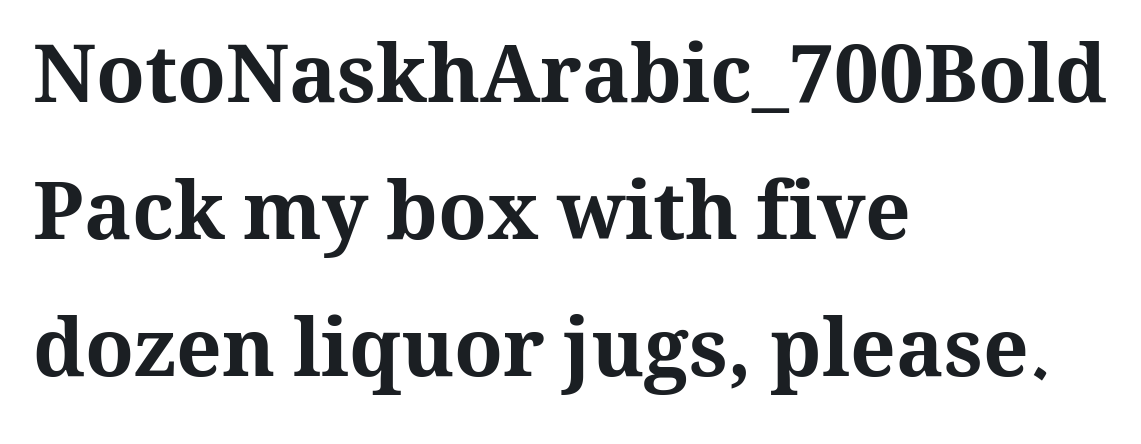 NotoNaskhArabic_700Bold
Pack my box with five
dozen liquor jugs, please.